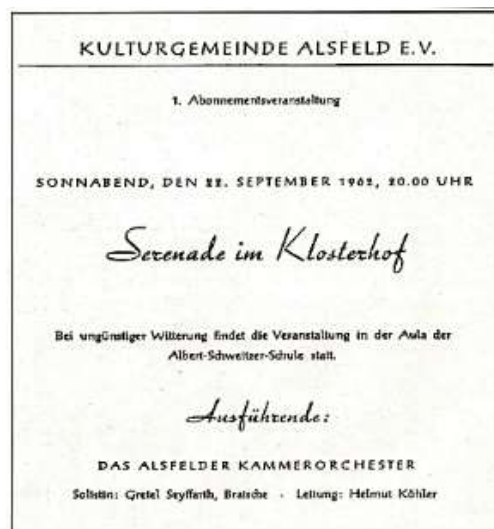 KULTURGEMEINDE ALSFELD E.V.
1. Abonnementsveranstaltung
SONNABEND, DEN 22. SEPTEMBER 1962, 20.00 UHR
Serenade im Klosterhof
Bei ungünstiger Witterung findet die Veranstaltung in der Aula der
Albert-Schweitzer-Schule statt.
Ausführende:
DAS ALSFELDER KAMMERORCHESTER
Solistin: Gretel Seyffarth, Bratsche - Leitung: Helmut Köhler